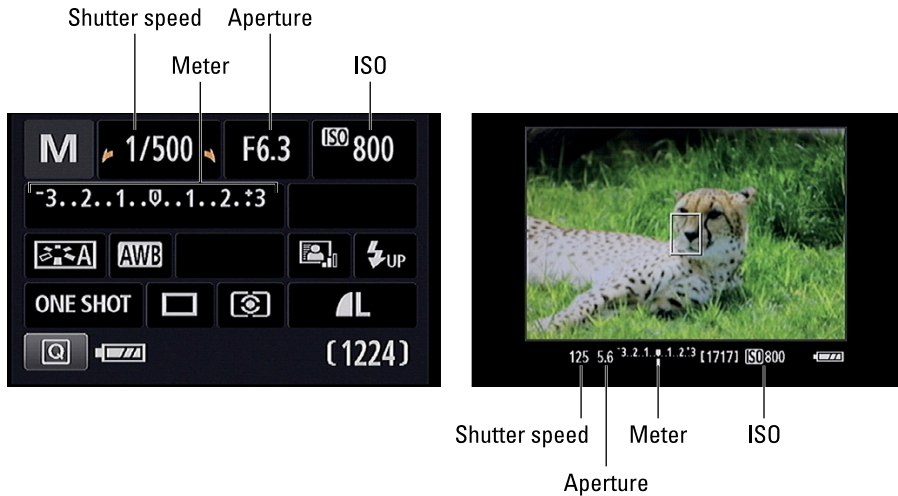 Shutter speed Aperture
Meter ISO
M 1/500 F6.3 ISO 800
-3..2..1..0..1..2.:+3
A AWB UP
ONE SHOT L
Q (1224)
125 5.6 -3..2..1..0..1..2.:+3 [1717] ISO 800
Shutter speed Meter ISO
Aperture